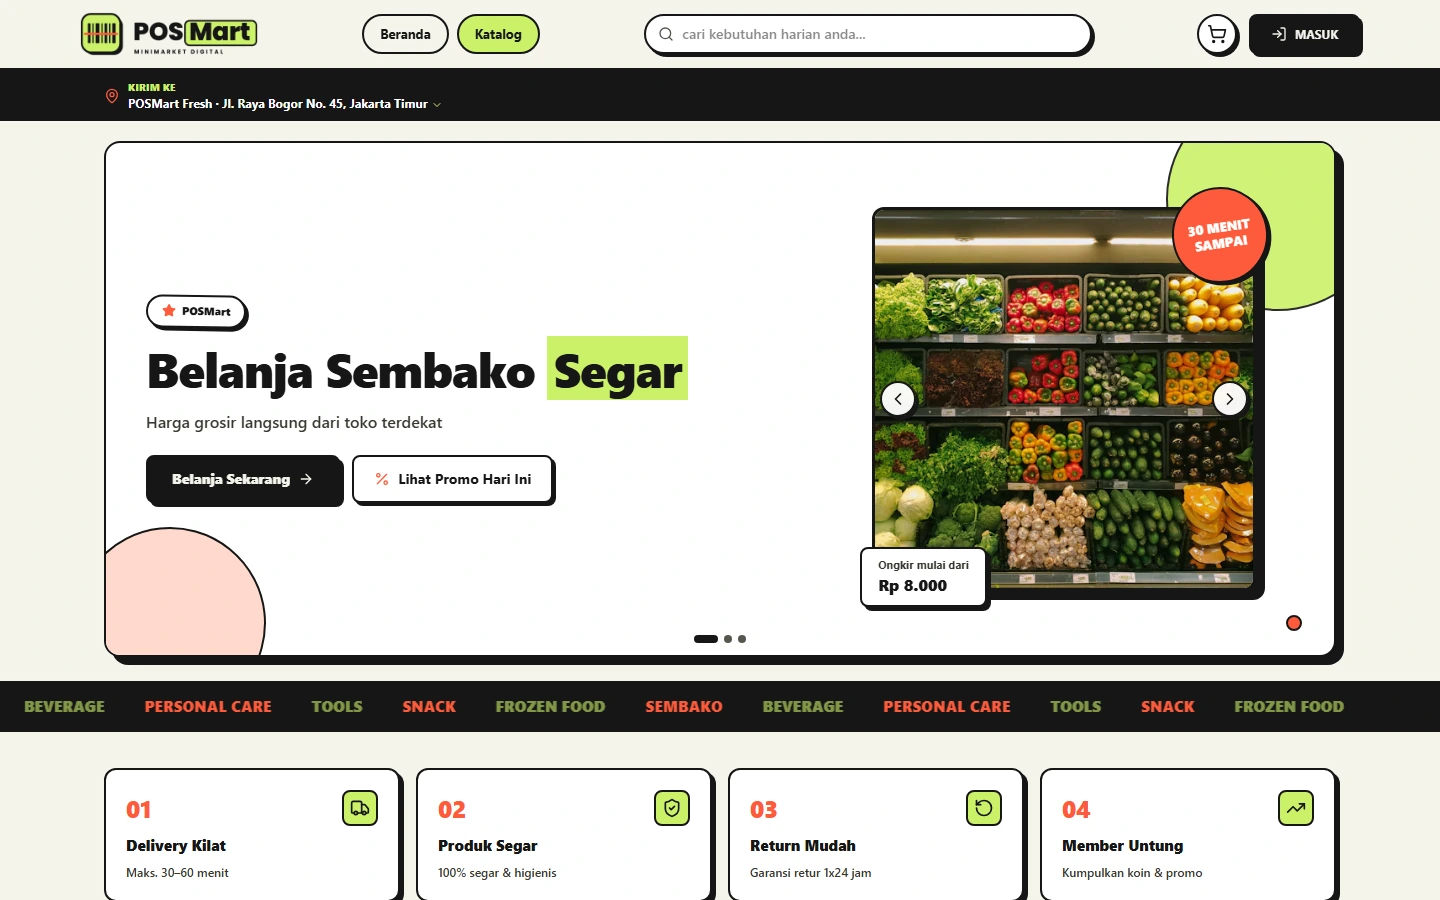 POSMart
MINIMARKET DIGITAL
Beranda
Katalog
cari kebutuhan harian anda...
MASUK
KIRIM KE
POSMart Fresh · Jl. Raya Bogor No. 45, Jakarta Timur
30 MENIT
SAMPAI
POSMart
Belanja Sembako Segar
Harga grosir langsung dari toko terdekat
Belanja Sekarang →
% Lihat Promo Hari Ini
Ongkir mulai dari
Rp 8.000
BEVERAGE PERSONAL CARE TOOLS SNACK FROZEN FOOD SEMBAKO BEVERAGE PERSONAL CARE TOOLS SNACK FROZEN FOOD
01
Delivery Kilat
Maks. 30–60 menit
02
Produk Segar
100% segar & higienis
03
Return Mudah
Garansi retur 1x24 jam
04
Member Untung
Kumpulkan koin & promo